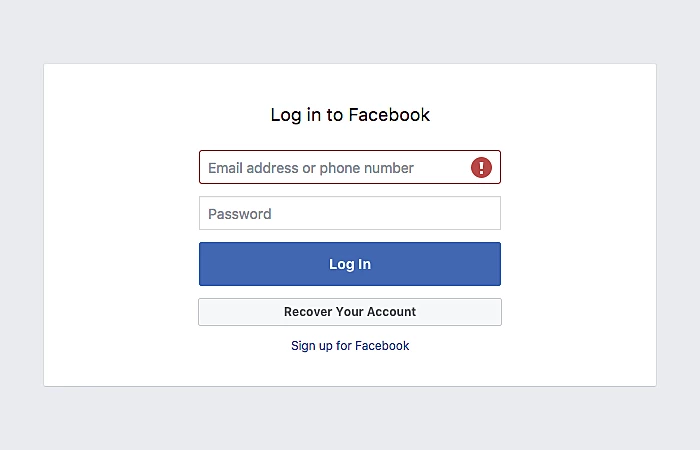 Log in to Facebook
Email address or phone number
Password
Log In
Recover Your Account
Sign up for Facebook